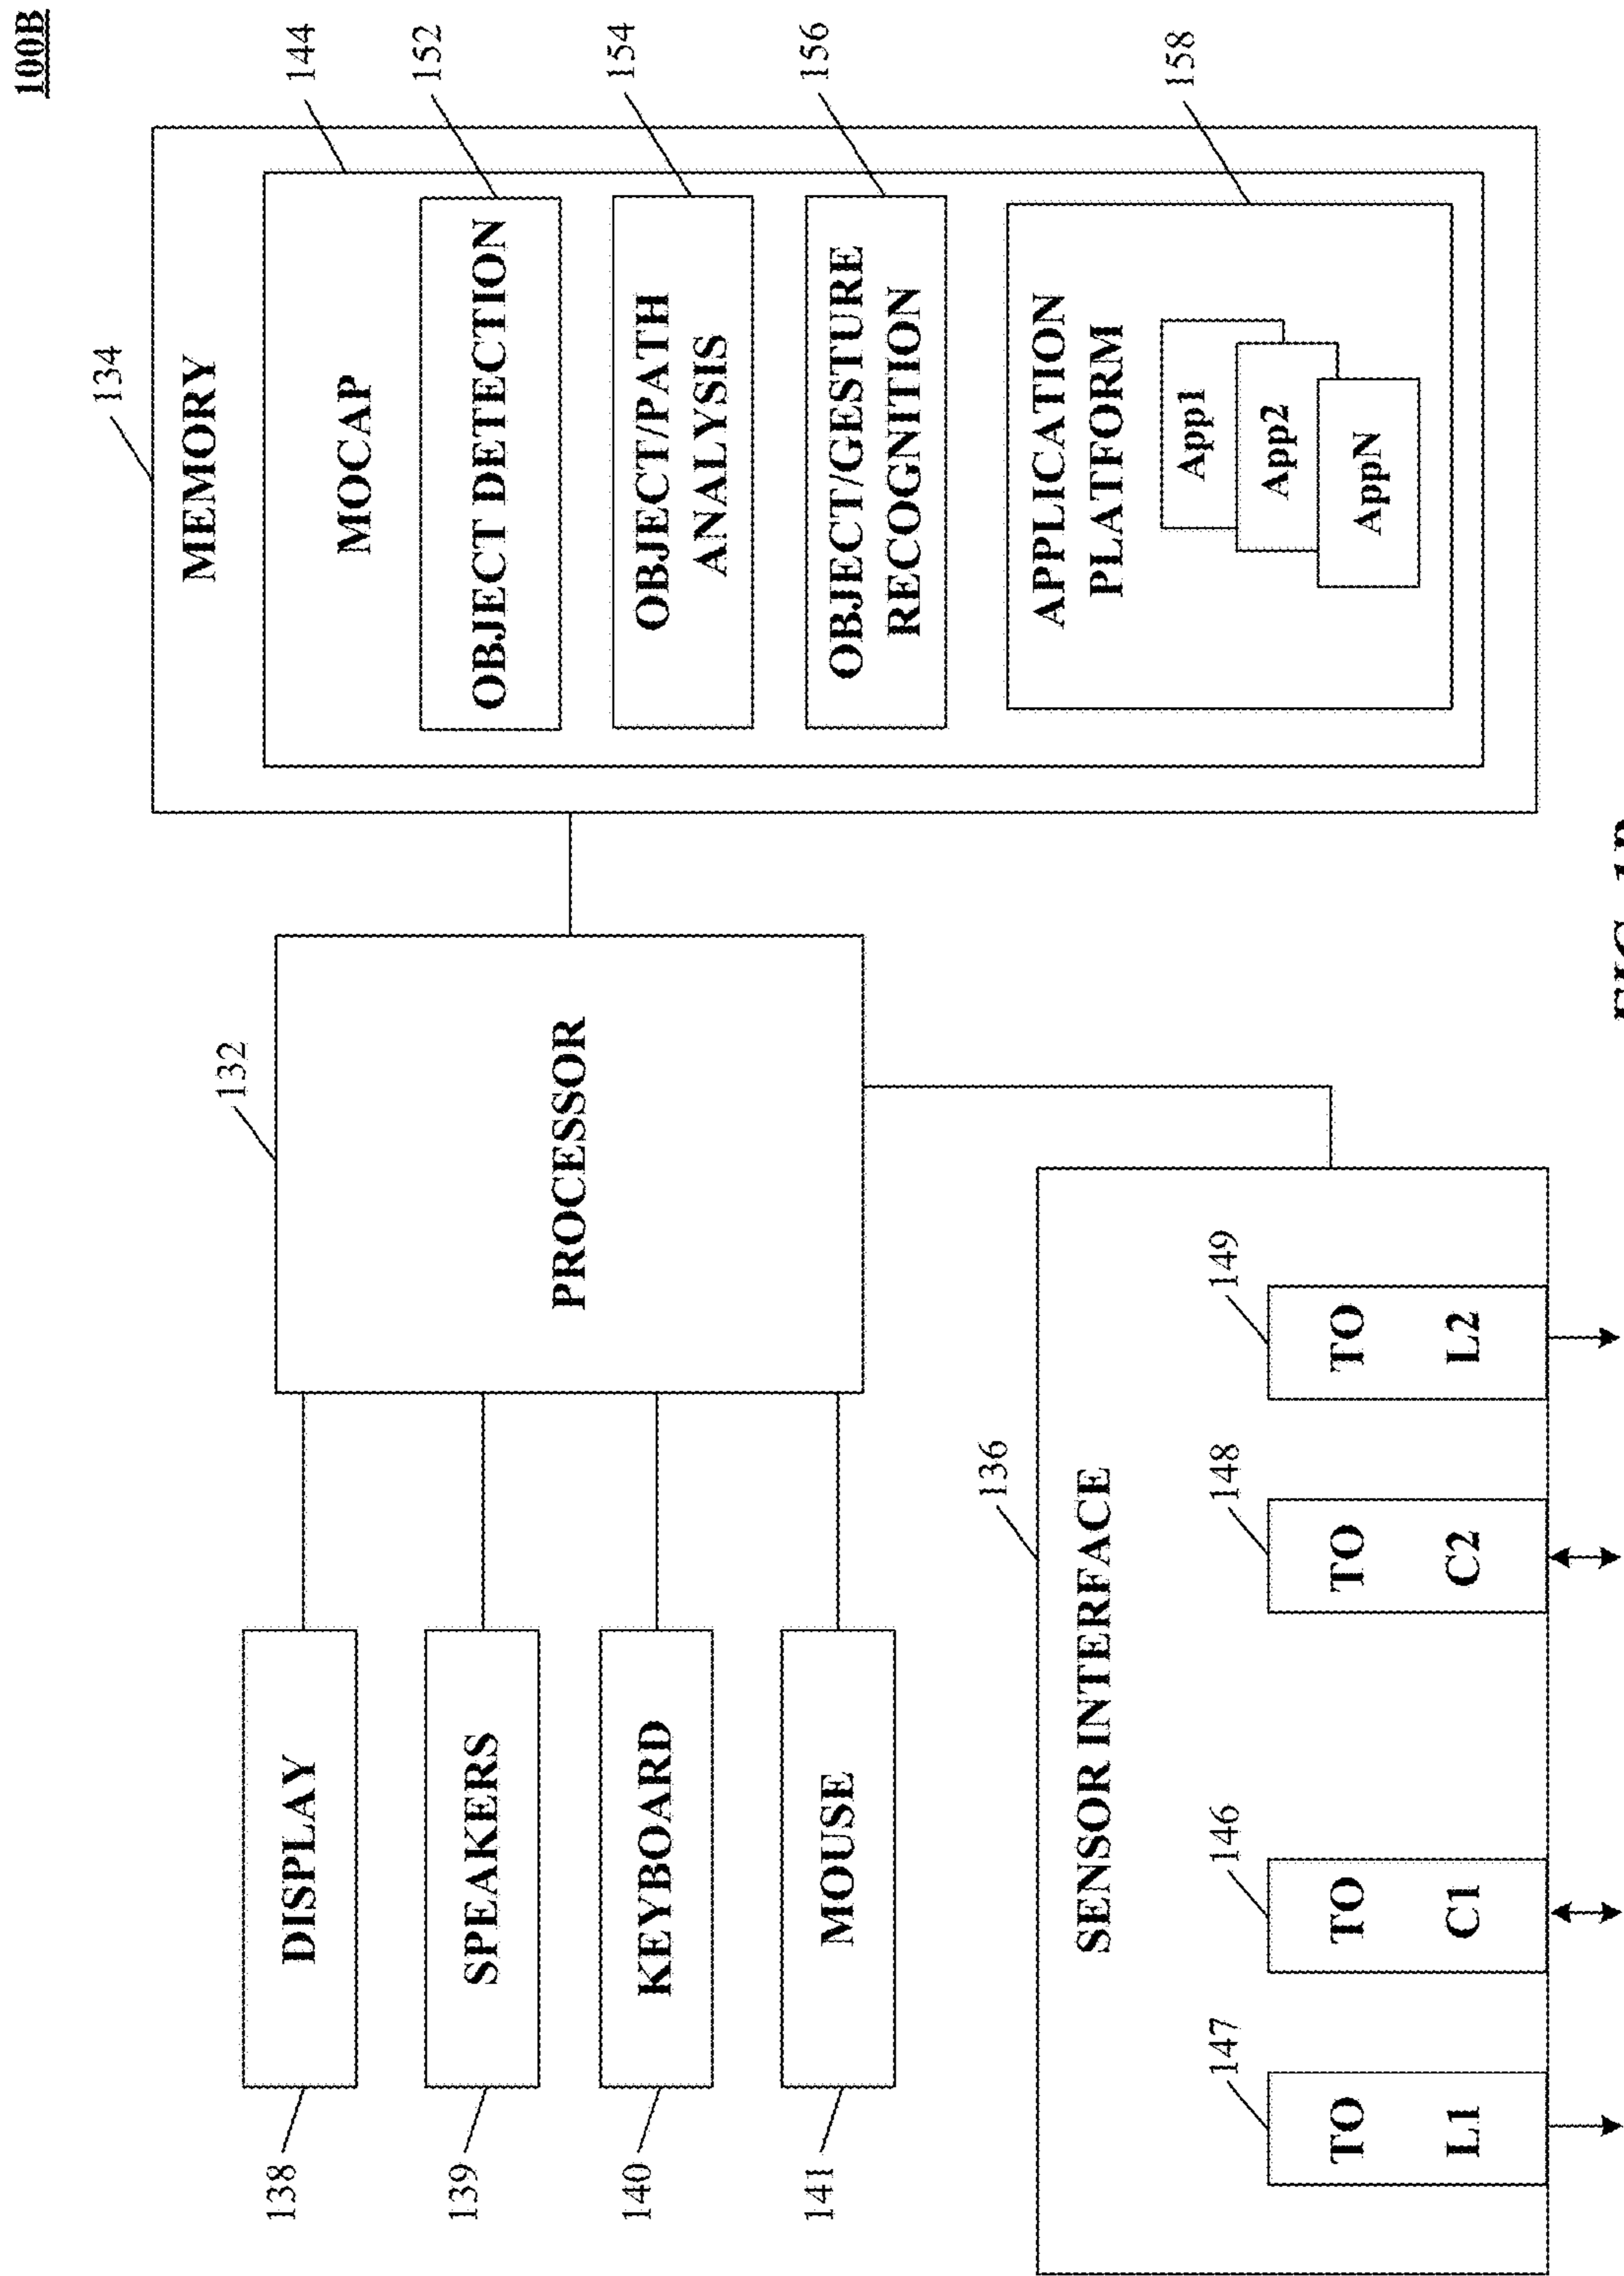 100B
134
MEMORY
144
MOCAP
152
OBJECT DETECTION
154
OBJECT/PATH
ANALYSIS
156
OBJECT/GESTURE
RECOGNITION
158
APPLICATION
PLATFORM
App1
App2
AppN
132
PROCESSOR
138
DISPLAY
139
SPEAKERS
140
KEYBOARD
141
MOUSE
136
SENSOR INTERFACE
147
TO
L1
146
TO
C1
148
TO
C2
149
TO
L2